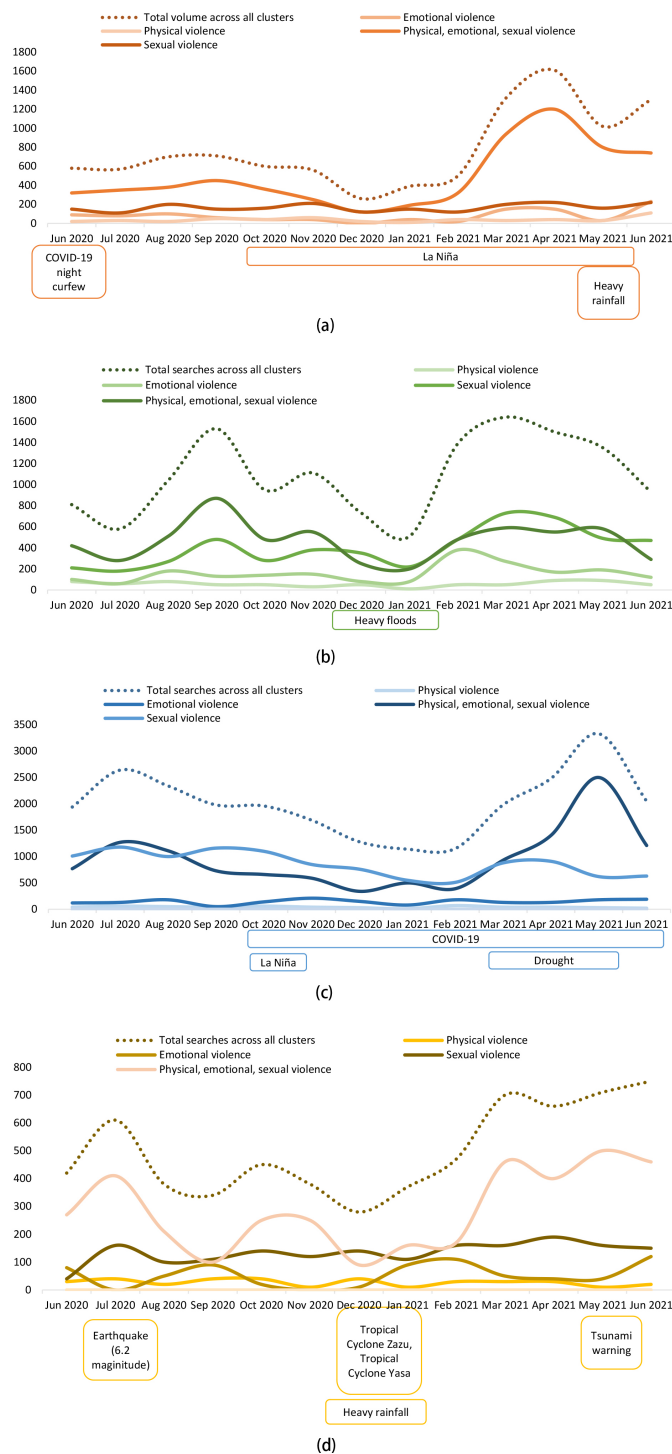 Total volume across all clusters Emotional violence
Physical violence Physical, emotional, sexual violence
Sexual violence
1800
1600
1400
1200
1000
800
600
400
200
0
Jun 2020 Jul 2020 Aug 2020 Sep 2020 Oct 2020 Nov 2020 Dec 2020 Jan 2021 Feb 2021 Mar 2021 Apr 2021 May 2021 Jun 2021
COVID-19
night
curfew
La Niña
Heavy
rainfall
(a)
Total searches across all clusters Physical violence
Emotional violence Sexual violence
Physical, emotional, sexual violence
1800
1600
1400
1200
1000
800
600
400
200
0
Jun 2020 Jul 2020 Aug 2020 Sep 2020 Oct 2020 Nov 2020 Dec 2020 Jan 2021 Feb 2021 Mar 2021 Apr 2021 May 2021 Jun 2021
Heavy floods
(b)
Total searches across all clusters Physical violence
Emotional violence Physical, emotional, sexual violence
Sexual violence
3500
3000
2500
2000
1500
1000
500
0
Jun 2020 Jul 2020 Aug 2020 Sep 2020 Oct 2020 Nov 2020 Dec 2020 Jan 2021 Feb 2021 Mar 2021 Apr 2021 May 2021 Jun 2021
COVID-19
La Niña Drought
(c)
Total searches across all clusters Physical violence
Emotional violence Sexual violence
Physical, emotional, sexual violence
800
700
600
500
400
300
200
100
0
Jun 2020 Jul 2020 Aug 2020 Sep 2020 Oct 2020 Nov 2020 Dec 2020 Jan 2021 Feb 2021 Mar 2021 Apr 2021 May 2021 Jun 2021
Earthquake
(6.2
maginitude)
Tropical
Cyclone Zazu,
Tropical
Cyclone Yasa
Tsunami
warning
Heavy rainfall
(d)